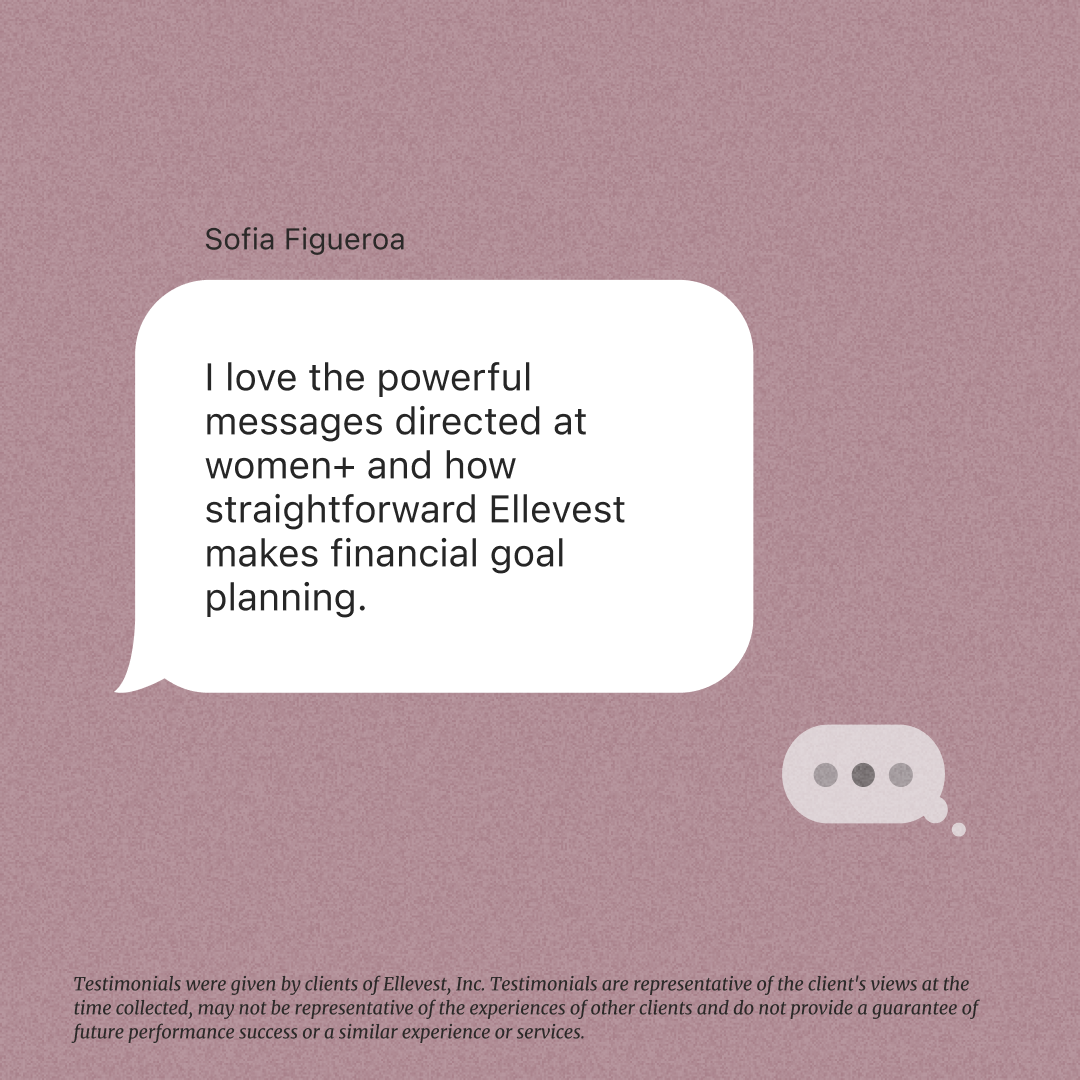 Sofia Figueroa
I love the powerful
messages directed at
women+ and how
straightforward Ellevest
makes financial goal
planning.
Testimonials were given by clients of Ellevest, Inc. Testimonials are representative of the client's views at the
time collected, may not be representative of the experiences of other clients and do not provide a guarantee of
future performance success or a similar experience or services.